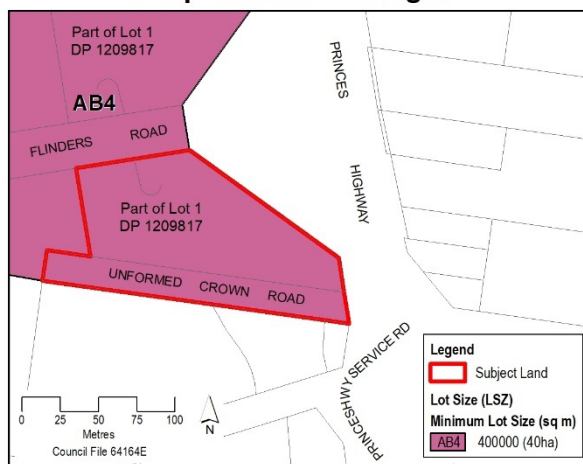 Part of Lot 1
DP 1209817
AB4
FLINDERS ROAD
PRINCES
HIGHWAY
Part of Lot 1
DP 1209817
UNFORMED CROWN ROAD
PRINCESHWY SERVICE RD
0 25 50 75 100
Metres
Council File 64164E
N
Legend
Subject Land
Lot Size (LSZ)
Minimum Lot Size (sq m)
AB4 400000 (40ha)